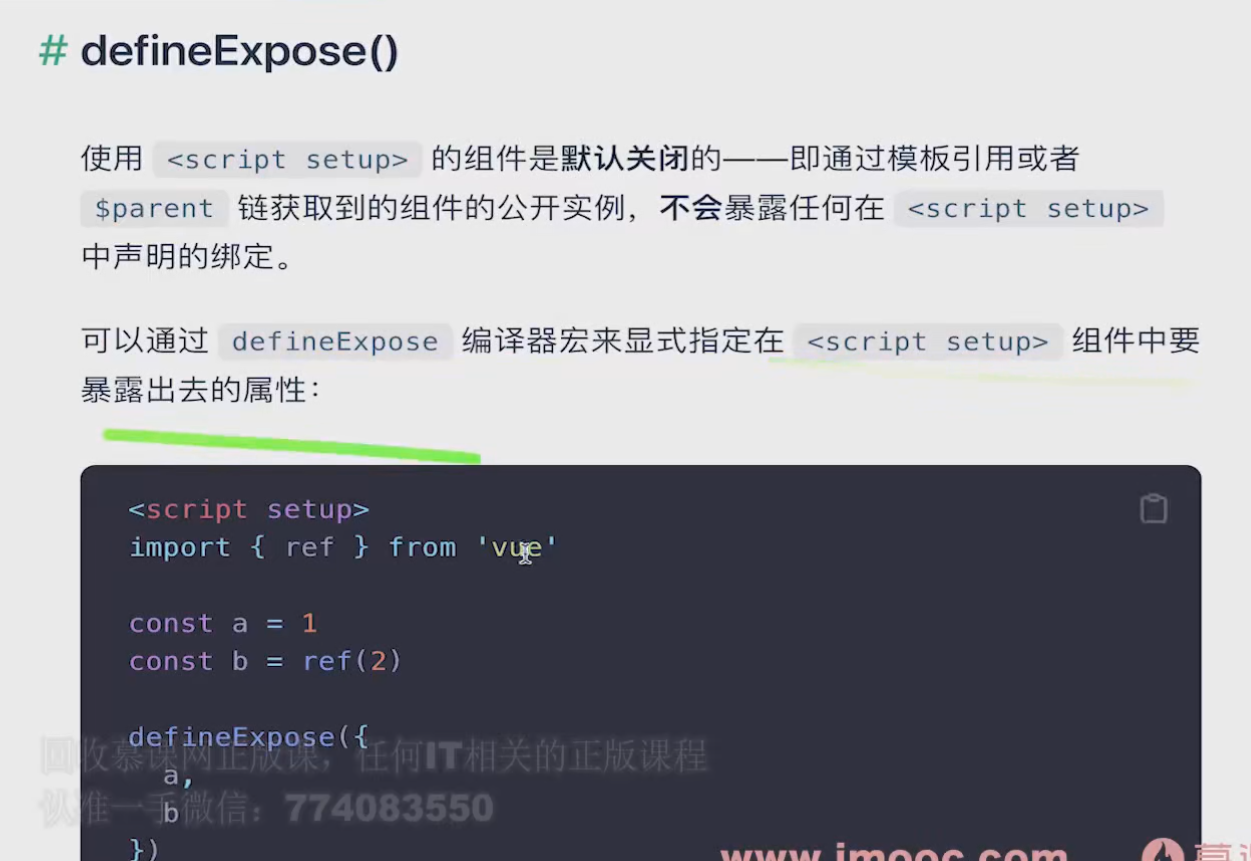 # defineExpose()
使用 <script setup> 的组件是默认关闭的——即通过模板引用或者
$parent 链获取到的组件的公开实例，不会暴露任何在 <script setup>
中声明的绑定。
可以通过 defineExpose 编译器宏来显式指定在 <script setup> 组件中要
暴露出去的属性：
<script setup>
import { ref } from 'vue'
const a = 1
const b = ref(2)
defineExpose({
回收慕课网正版课，任何IT相关的正版课程
a,
认准一手微信：774083550
b
})
www.imooc.com